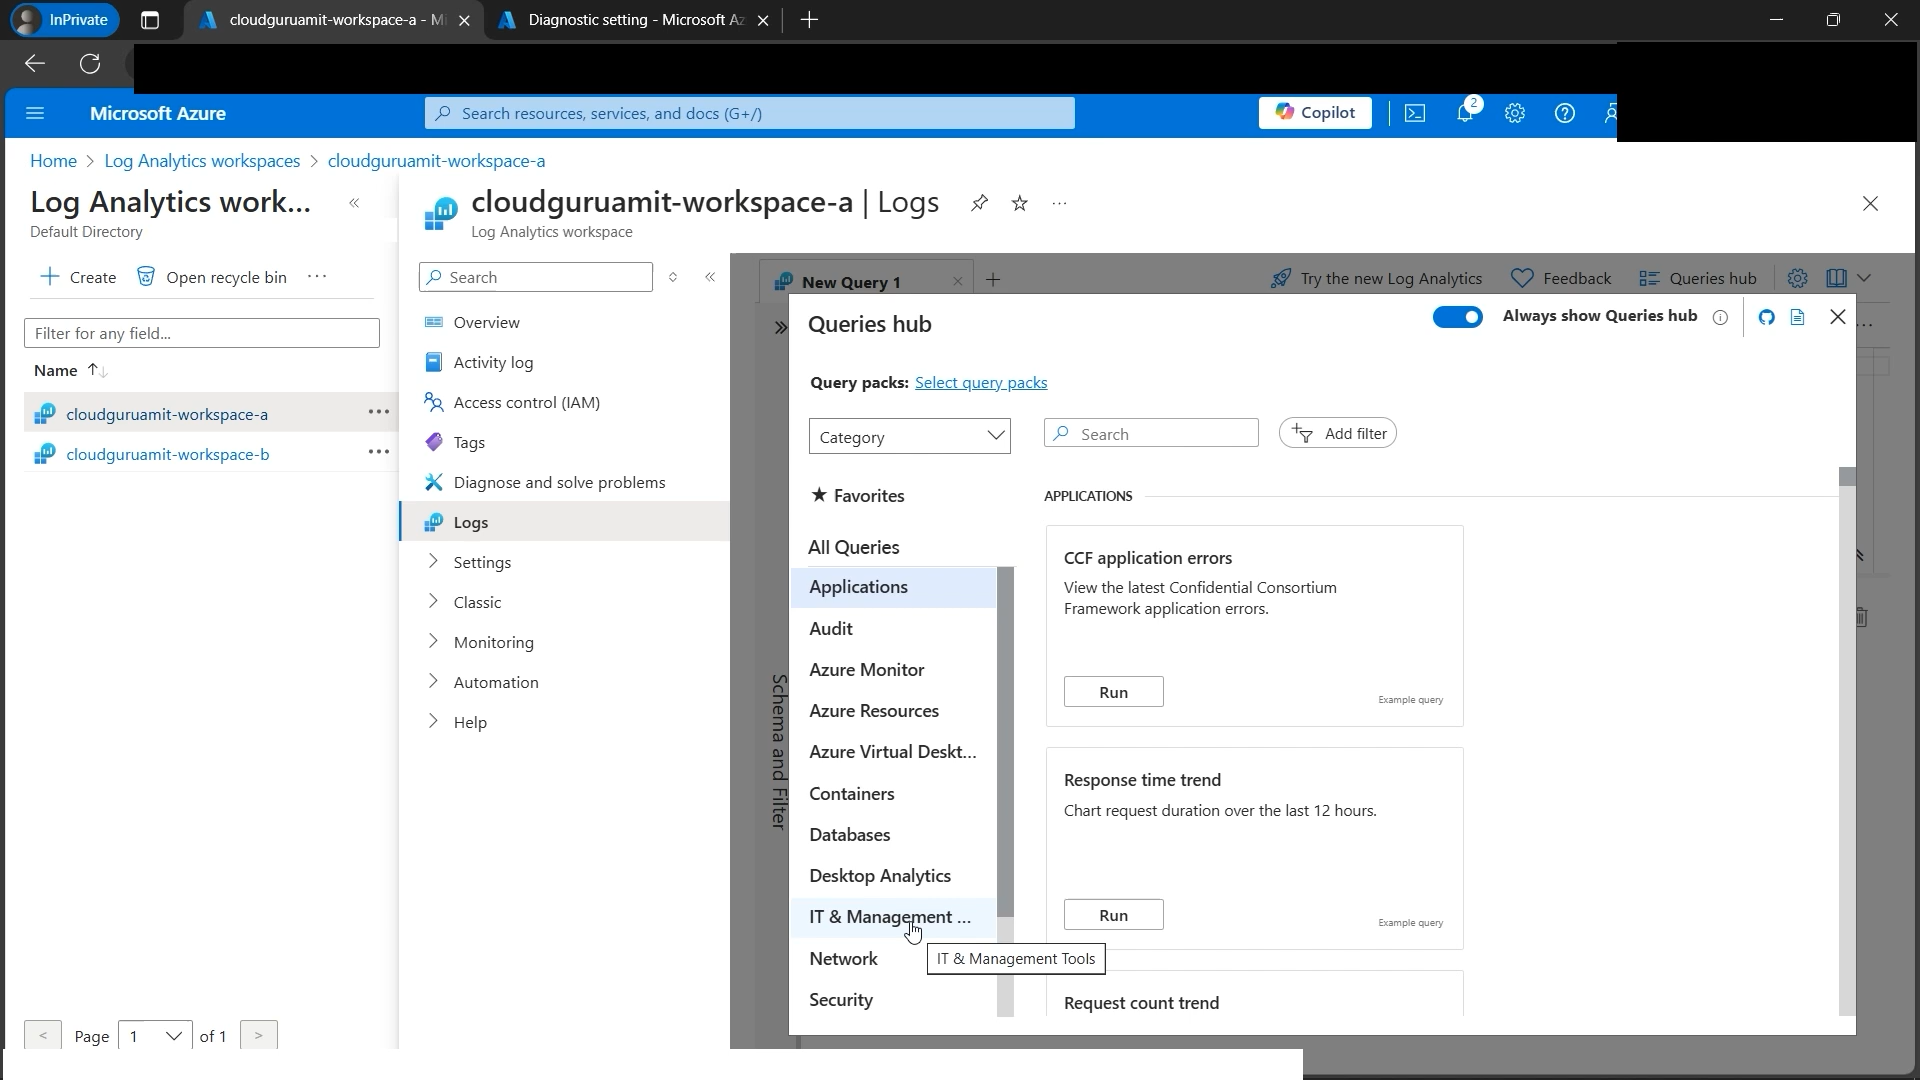 InPrivate
cloudguruamit-workspace-a - Mi
Diagnostic setting - Microsoft Az
Microsoft Azure
Search resources, services, and docs (G+/)
Copilot
2
Home > Log Analytics workspaces > cloudguruamit-workspace-a
Log Analytics work...
Default Directory
Create
Open recycle bin
Filter for any field...
Name
cloudguruamit-workspace-a
cloudguruamit-workspace-b
< Page 1 of 1 >
cloudguruamit-workspace-a | Logs
Log Analytics workspace
Search
Overview
Activity log
Access control (IAM)
Tags
Diagnose and solve problems
Logs
Settings
Classic
Monitoring
Automation
Help
New Query 1
Try the new Log Analytics
Feedback
Queries hub
Schema and Filter
Queries hub
Always show Queries hub
Query packs: Select query packs
Category
Search
Add filter
Favorites
All Queries
Applications
Audit
Azure Monitor
Azure Resources
Azure Virtual Deskt...
Containers
Databases
Desktop Analytics
IT & Management ...
IT & Management Tools
Network
Security
APPLICATIONS
CCF application errors
View the latest Confidential Consortium
Framework application errors.
Run
Example query
Response time trend
Chart request duration over the last 12 hours.
Run
Example query
Request count trend